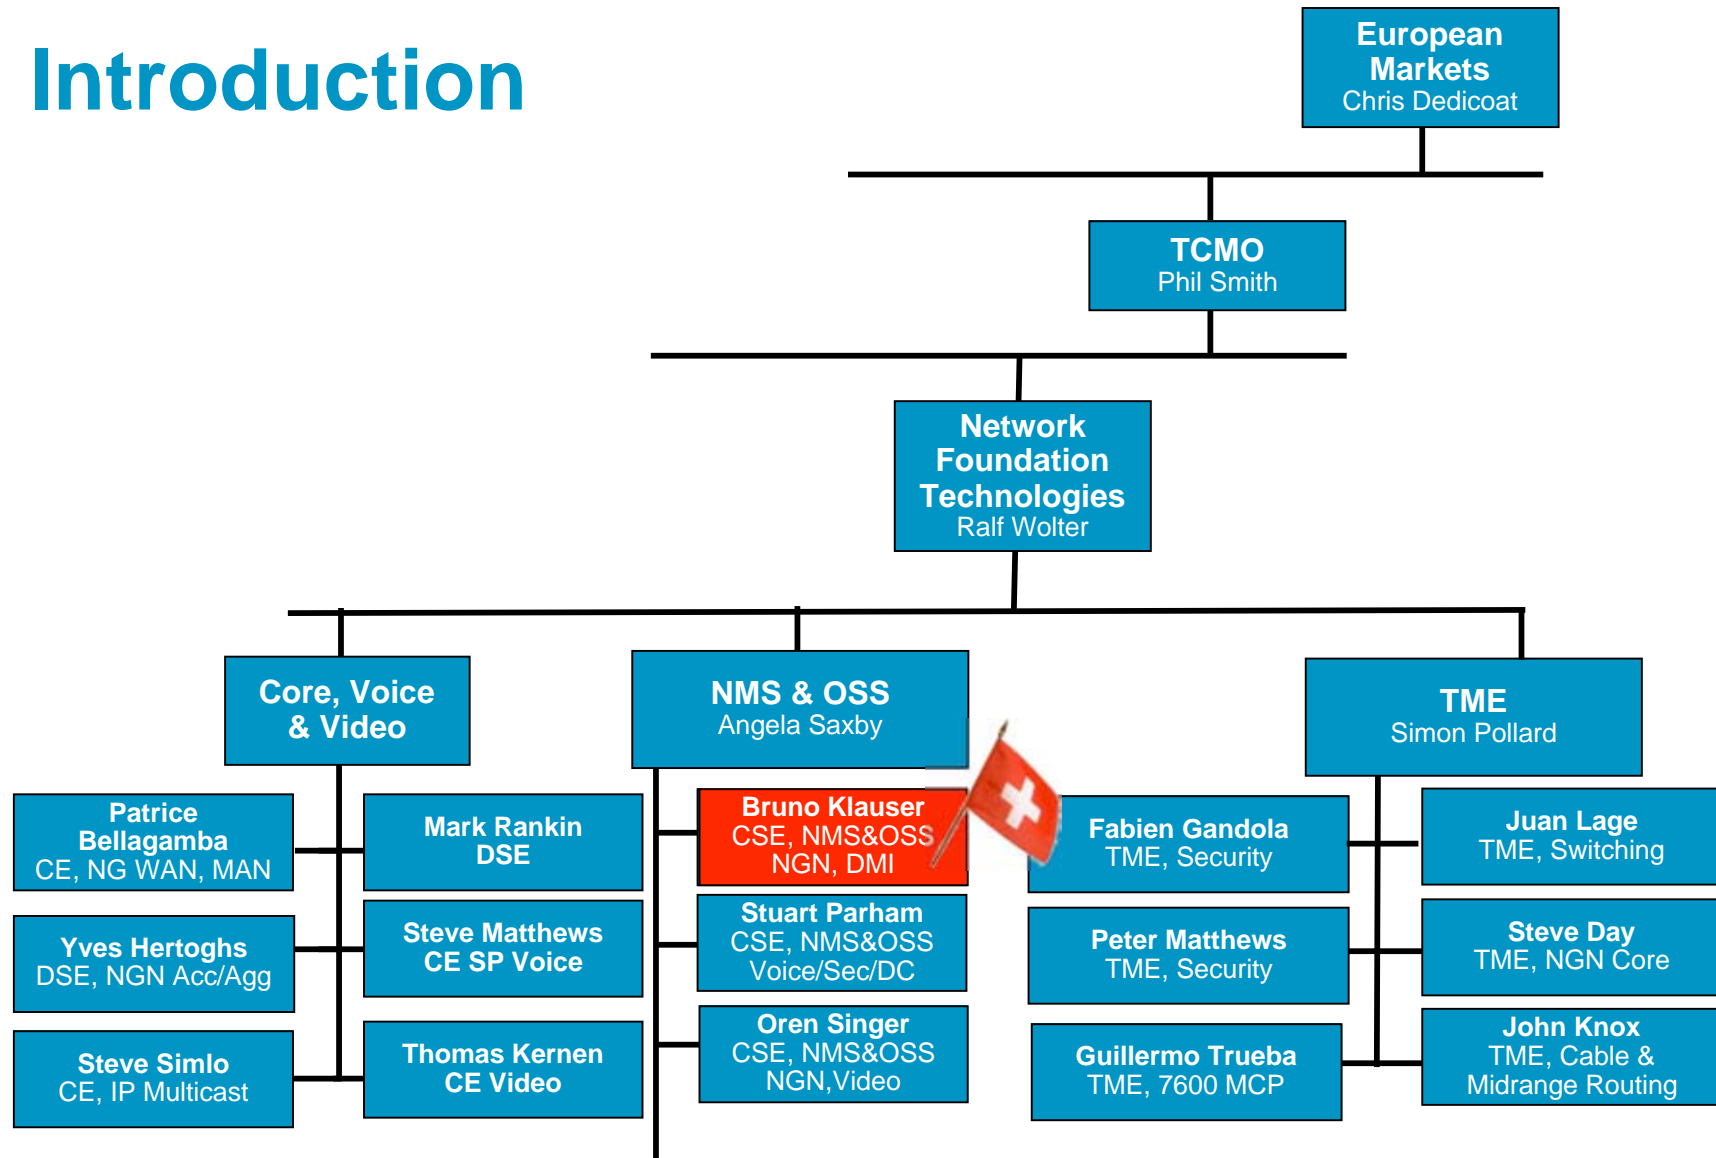 Introduction
European
Markets
Chris Dedicoat
TCMO
Phil Smith
Network
Foundation
Technologies
Ralf Wolter
Core, Voice
& Video
NMS & OSS
Angela Saxby
TME
Simon Pollard
Patrice
Bellagamba
CE, NG WAN, MAN
Mark Rankin
DSE
Bruno Klauser
CSE, NMS&OSS
NGN, DMI
Fabien Gandola
TME, Security
Juan Lage
TME, Switching
Yves Hertoghs
DSE, NGN Acc/Agg
Steve Matthews
CE SP Voice
Stuart Parham
CSE, NMS&OSS
Voice/Sec/DC
Peter Matthews
TME, Security
Steve Day
TME, NGN Core
Steve Simlo
CE, IP Multicast
Thomas Kernen
CE Video
Oren Singer
CSE, NMS&OSS
NGN,Video
Guillermo Trueba
TME, 7600 MCP
John Knox
TME, Cable &
Midrange Routing